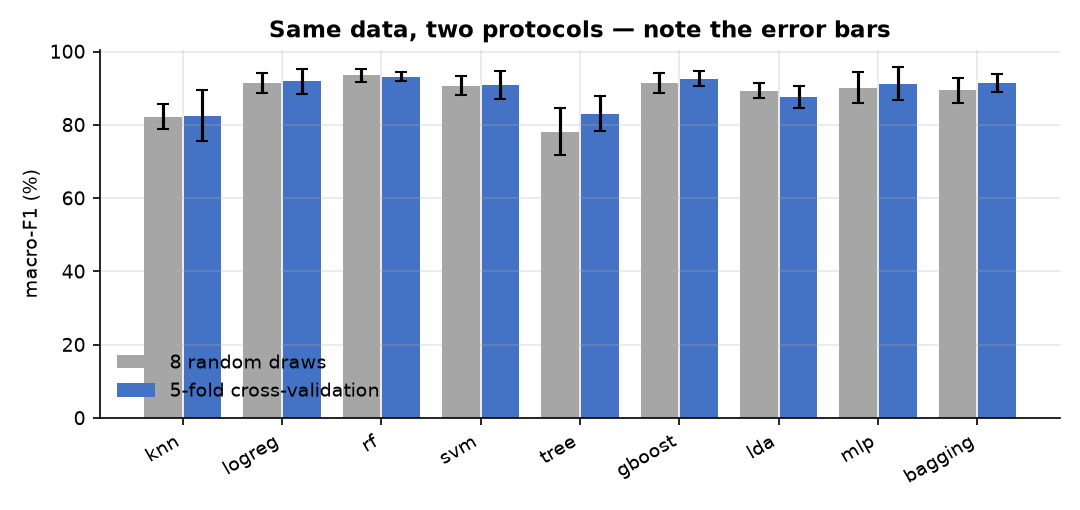 Same data, two protocols — note the error bars
macro-F1 (%)
100
80
60
40
20
0
8 random draws
5-fold cross-validation
knn
logreg
rf
svm
tree
gboost
lda
mlp
bagging